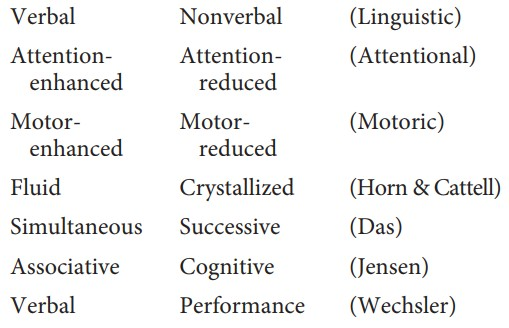 Verbal Nonverbal (Linguistic)
Attention- Attention- (Attentional)
enhanced reduced
Motor- Motor- (Motoric)
enhanced reduced
Fluid Crystallized (Horn & Cattell)
Simultaneous Successive (Das)
Associative Cognitive (Jensen)
Verbal Performance (Wechsler)